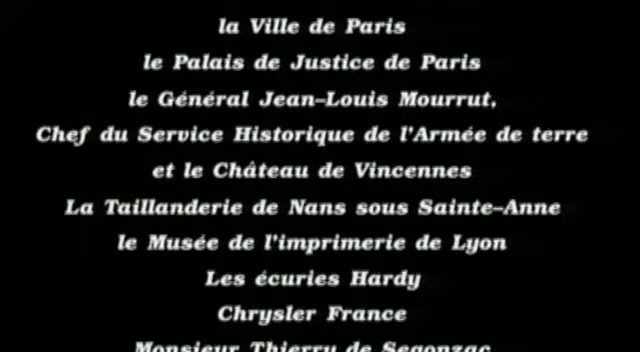 la Ville de Paris
le Palais de Justice de Paris
le Général Jean-Louis Mourrut,
Chef du Service Historique de l'Armée de terre
et le Château de Vincennes
La Taillanderie de Nans sous Sainte-Anne
le Musée de l'imprimerie de Lyon
Les écuries Hardy
Chrysler France
Monsieur Thierry de Segonzac